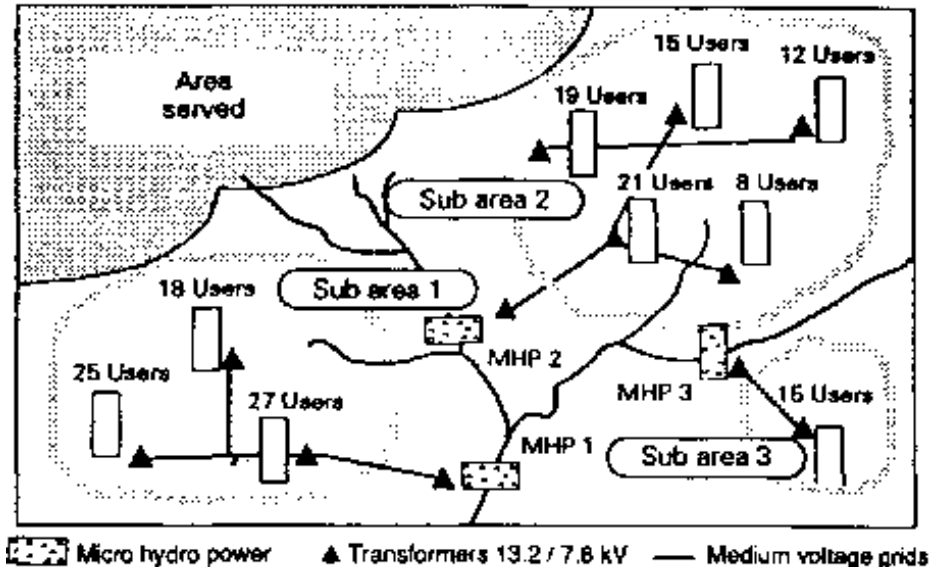 Area
served
15 Users
12 Users
19 Users
Sub area 2
21 Users
8 Users
18 Users
Sub area 1
MHP 2
25 Users
27 Users
MHP 3
15 Users
MHP 1
Sub area 3
Micro hydro power
Transformers 13.2 / 7.6 kV
Medium voltage grids